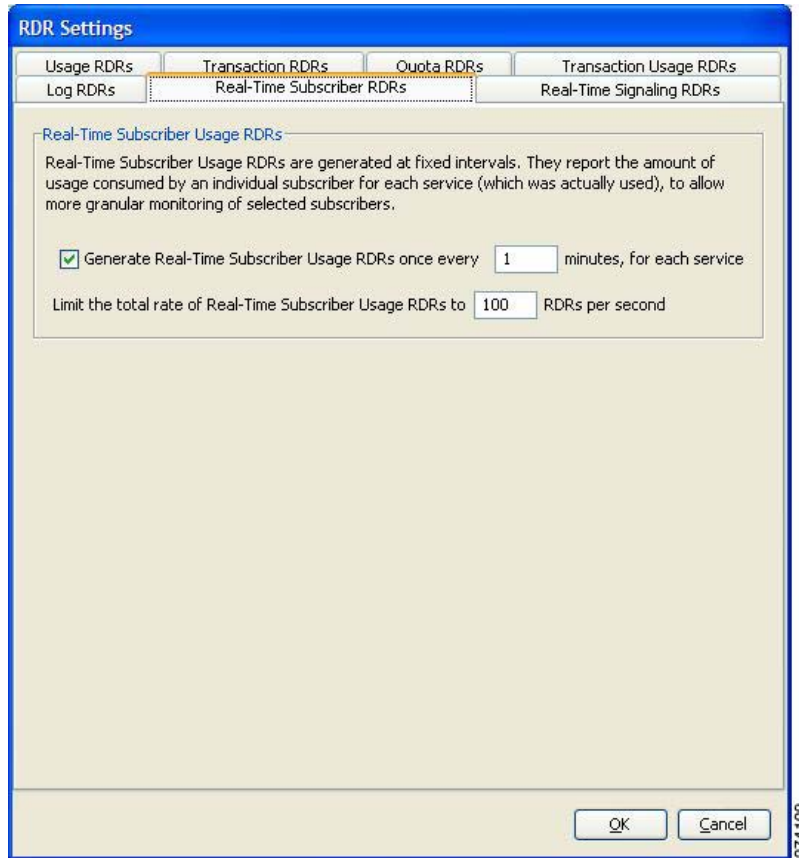 RDR Settings
Usage RDRs
Transaction RDRs
Quota RDRs
Transaction Usage RDRs
Log RDRs
Real-Time Subscriber RDRs
Real-Time Signaling RDRs
Real-Time Subscriber Usage RDRs
Real-Time Subscriber Usage RDRs are generated at fixed intervals. They report the amount of
usage consumed by an individual subscriber for each service (which was actually used), to allow
more granular monitoring of selected subscribers.
Generate Real-Time Subscriber Usage RDRs once every 1 minutes, for each service
Limit the total rate of Real-Time Subscriber Usage RDRs to 100 RDRs per second
OK
Cancel